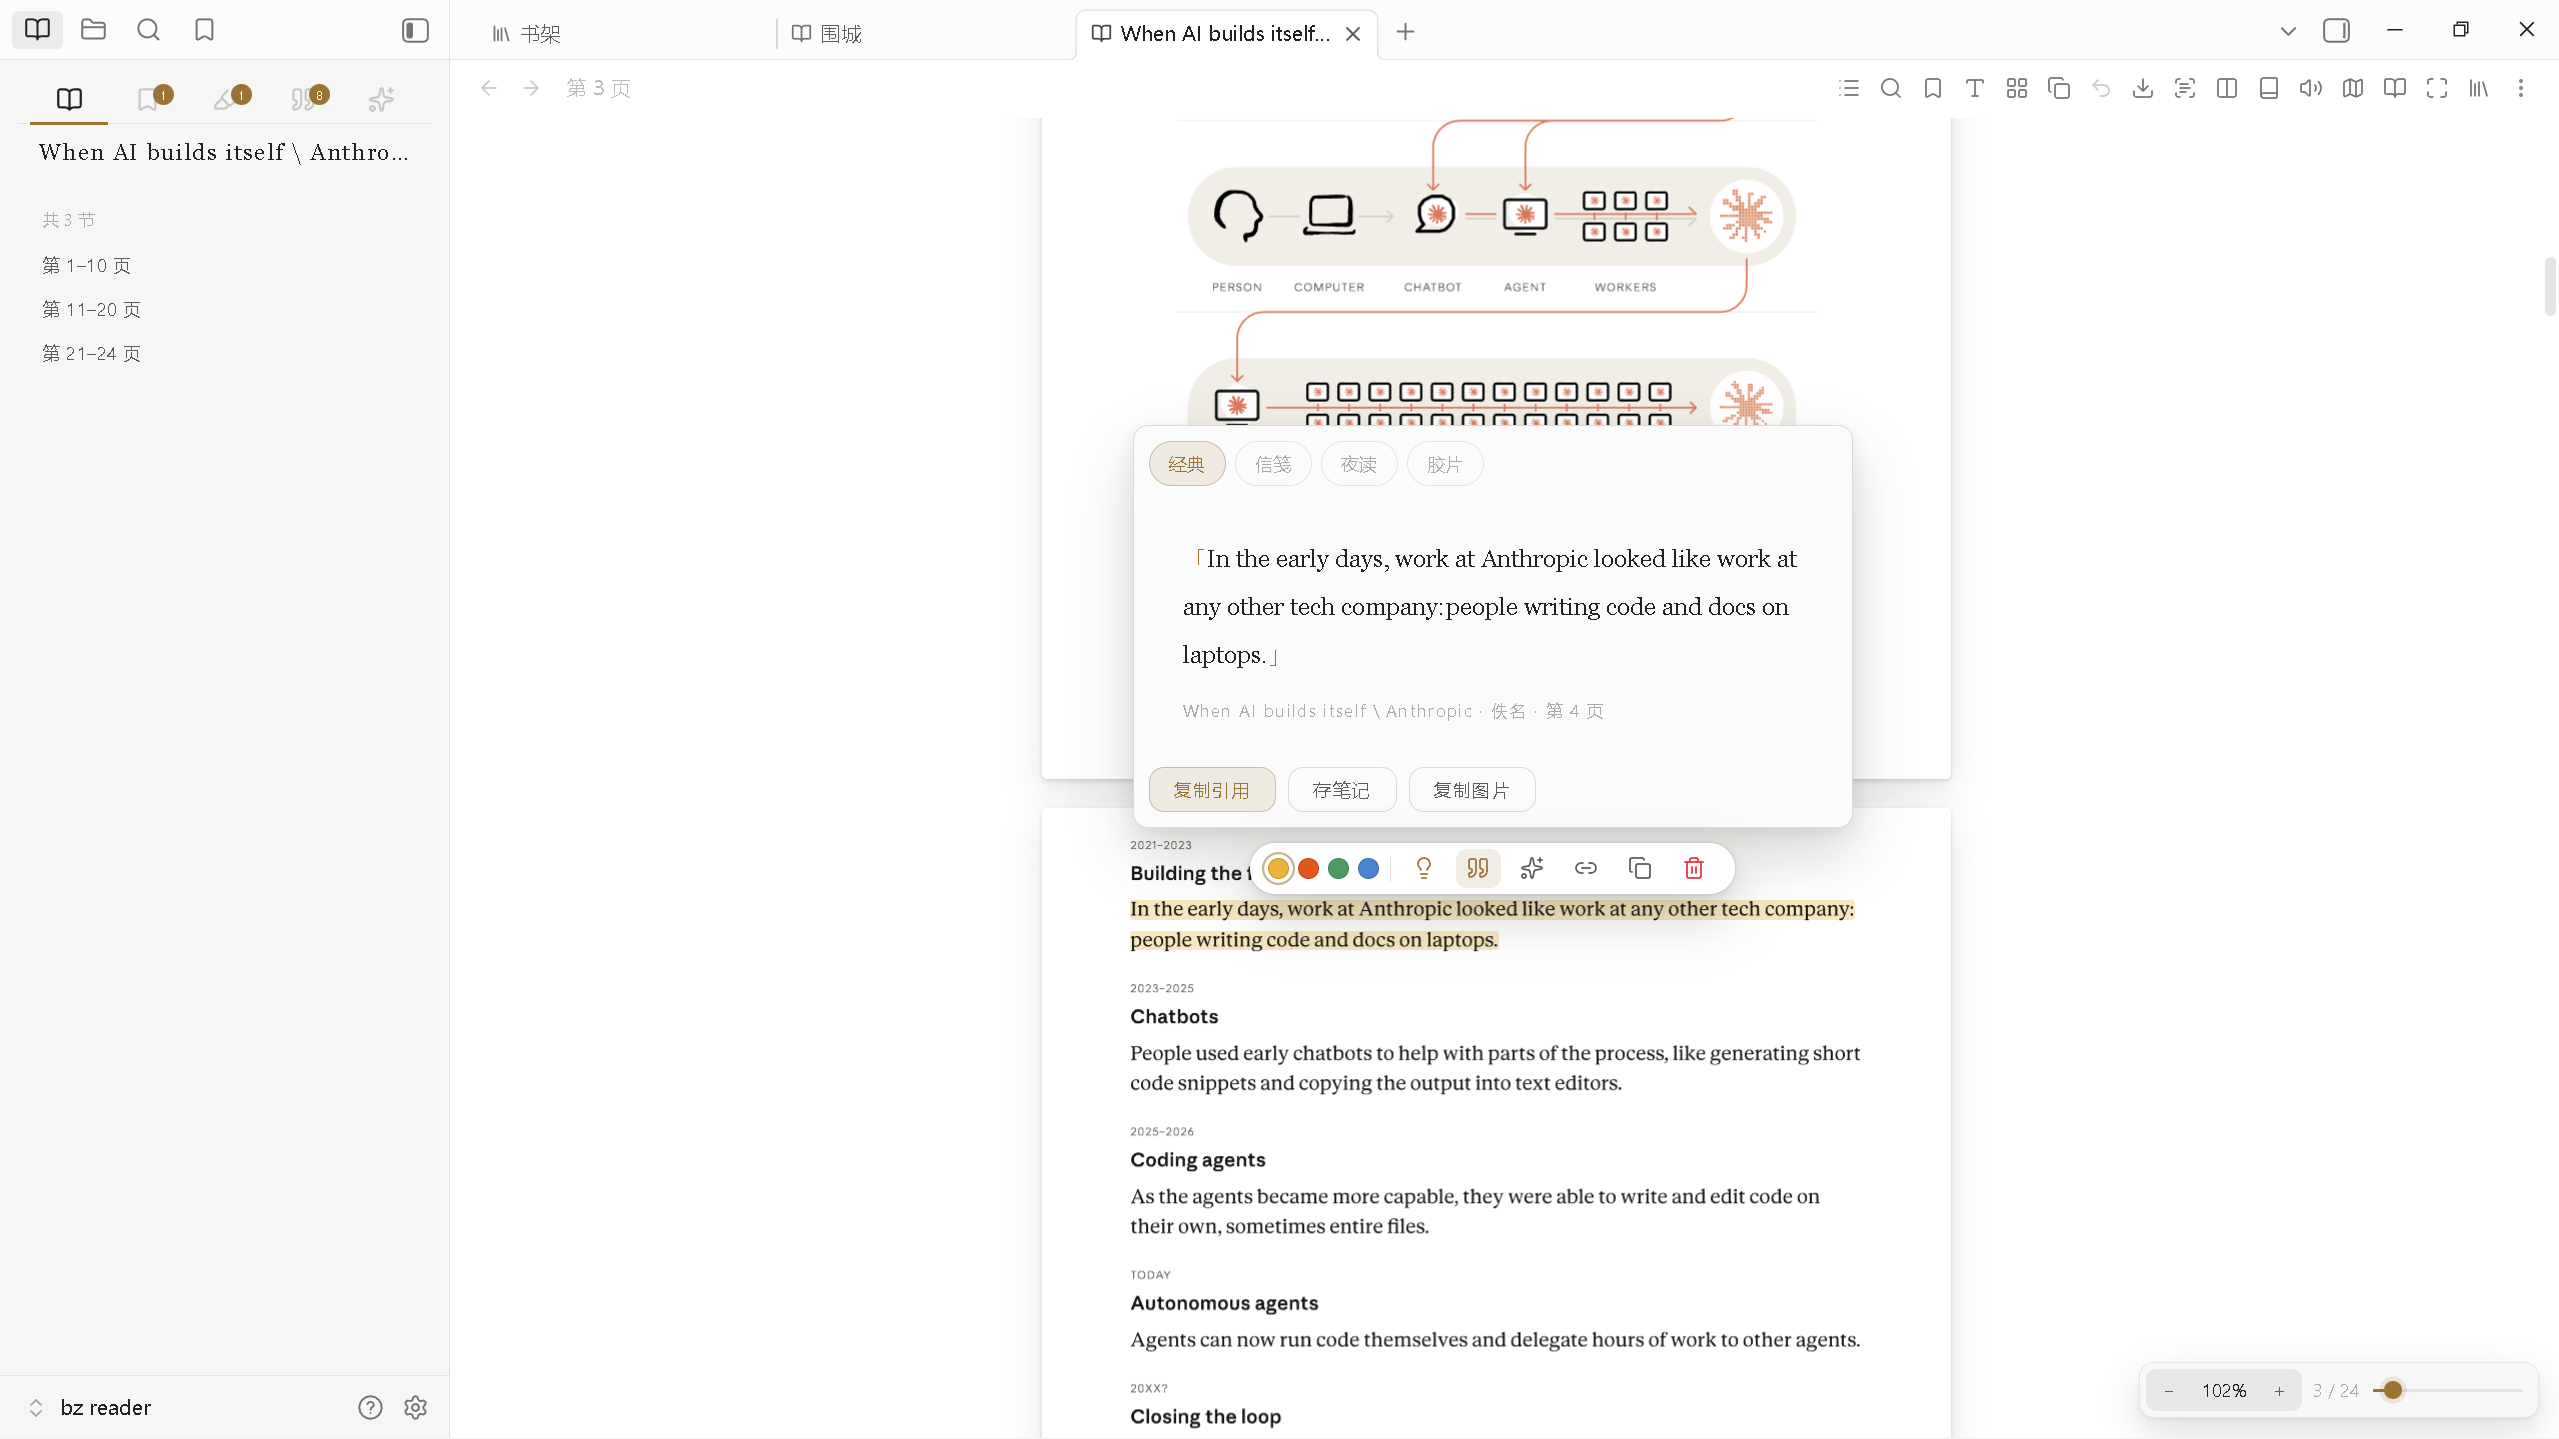 书架
围城
When AI builds itself...
第 3 页
1
1
8
When AI builds itself \ Anthro...
共 3 节
第 1–10 页
第 11–20 页
第 21–24 页
PERSON COMPUTER CHATBOT AGENT WORKERS
经典 信笺 夜读 胶片
「In the early days, work at Anthropic looked like work at
any other tech company:people writing code and docs on
laptops.」
When AI builds itself \ Anthropic · 佚名 · 第 4 页
复制引用 存笔记 复制图片
2021–2023
Building the
In the early days, work at Anthropic looked like work at any other tech company:
people writing code and docs on laptops.
2023–2025
Chatbots
People used early chatbots to help with parts of the process, like generating short
code snippets and copying the output into text editors.
2025–2026
Coding agents
As the agents became more capable, they were able to write and edit code on
their own, sometimes entire files.
TODAY
Autonomous agents
Agents can now run code themselves and delegate hours of work to other agents.
20XX?
Closing the loop
bz reader
− 102% + 3 / 24